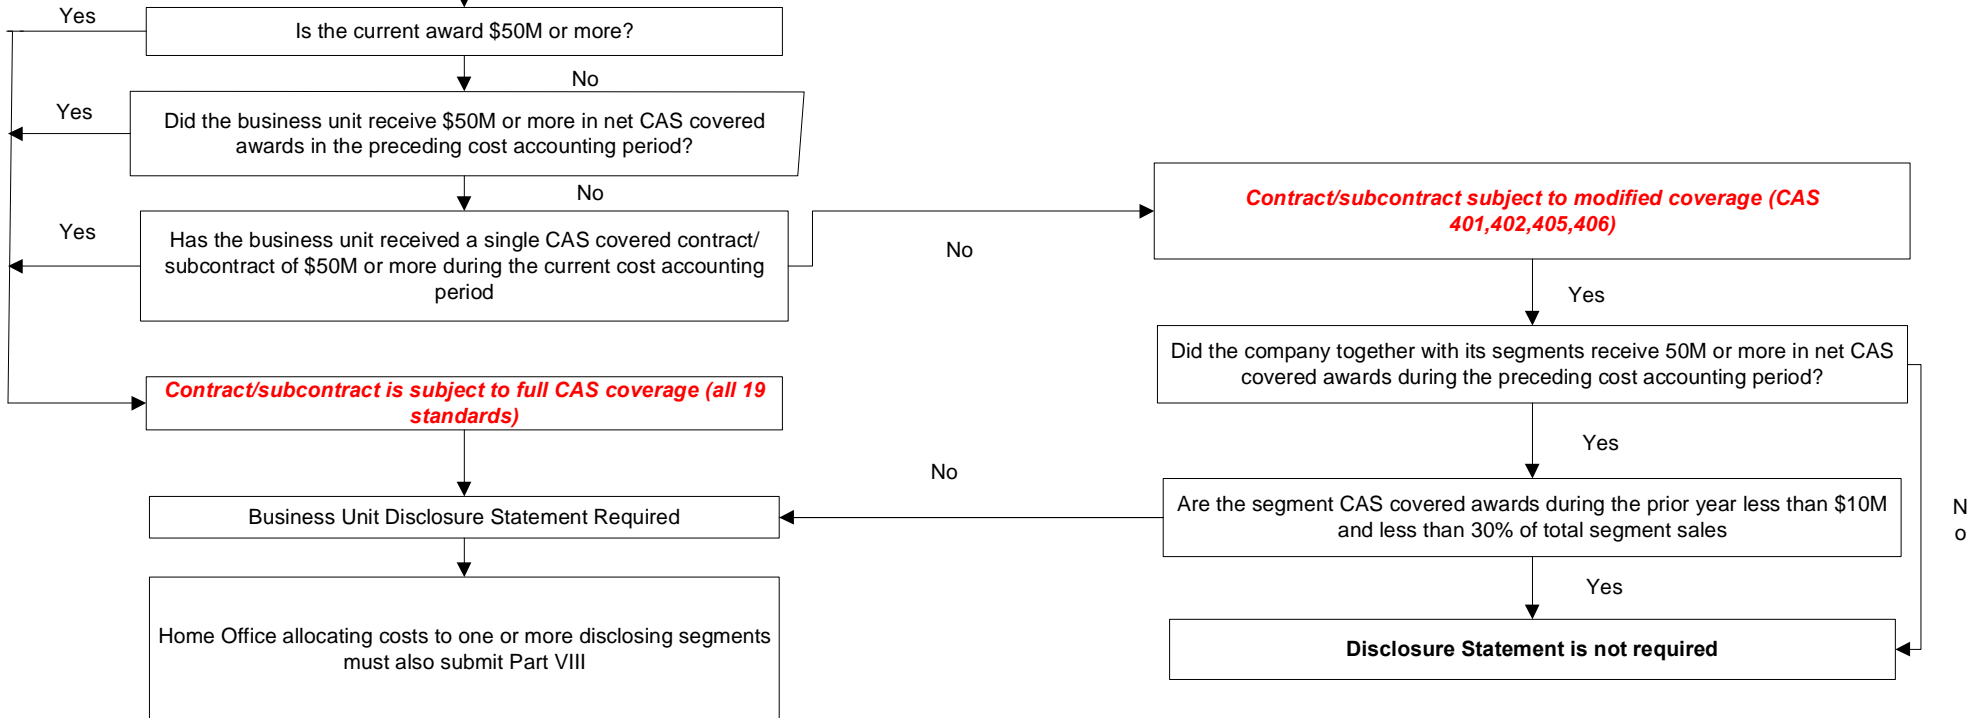 Yes
Is the current award $50M or more?
No
Yes
Did the business unit receive $50M or more in net CAS covered
awards in the preceding cost accounting period?
No
Yes
Has the business unit received a single CAS covered contract/
subcontract of $50M or more during the current cost accounting
period
No
Contract/subcontract subject to modified coverage (CAS
401,402,405,406)
Yes
Did the company together with its segments receive 50M or more in net CAS
covered awards during the preceding cost accounting period?
Contract/subcontract is subject to full CAS coverage (all 19
standards)
Yes
No
Are the segment CAS covered awards during the prior year less than $10M
and less than 30% of total segment sales
N
o
Business Unit Disclosure Statement Required
Yes
Home Office allocating costs to one or more disclosing segments
must also submit Part VIII
Disclosure Statement is not required